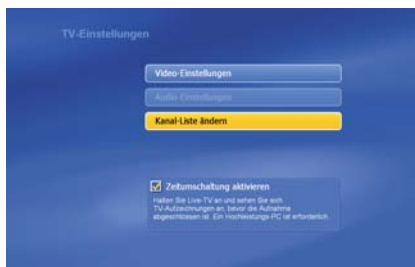 TV-Einstellungen
Video-Einstellungen
Audio-Einstellungen
Kanal-Liste ändern
Zeitumschaltung aktivieren
Halten Sie Live-TV an und sehen Sie sich
TV-Aufzeichnungen an, bevor die Aufnahme
abgeschlossen ist. Ein Hochleistungs-PC ist erforderlich.